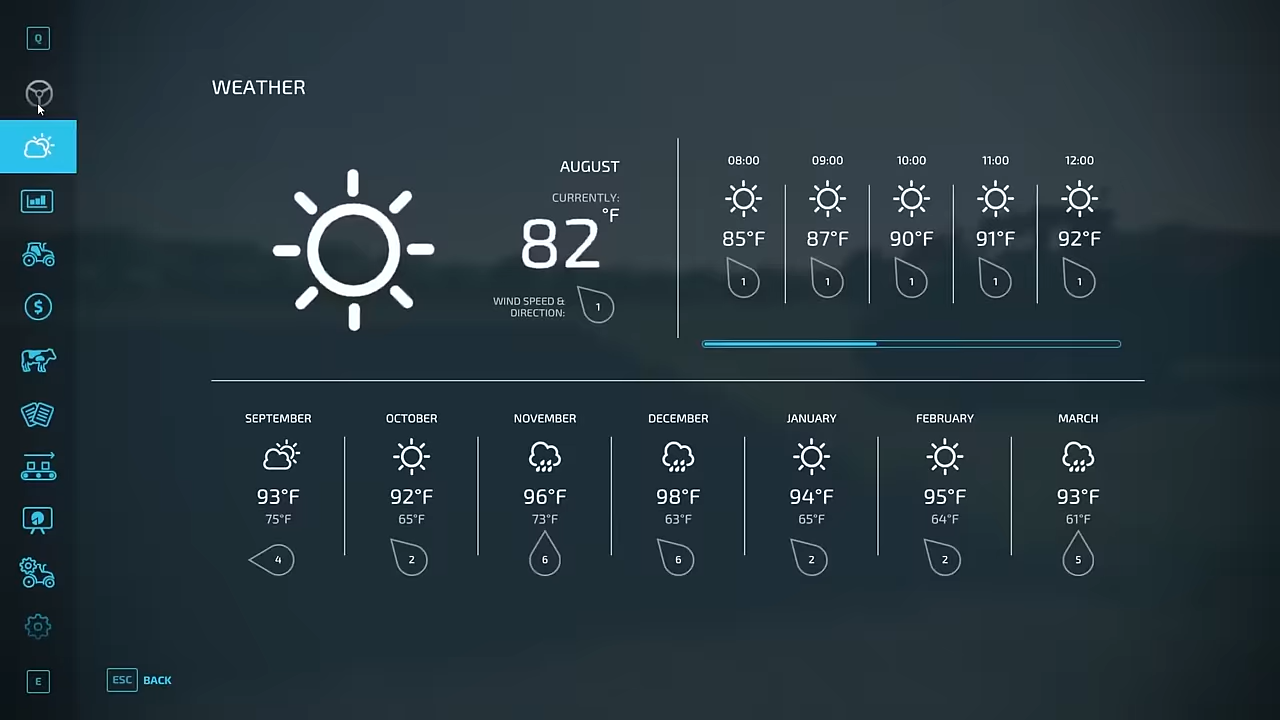 Q
WEATHER
AUGUST
CURRENTLY:
82°F
WIND SPEED &
DIRECTION:
1
08:00 09:00 10:00 11:00 12:00
85°F 87°F 90°F 91°F 92°F
1 1 1 1 1
$
SEPTEMBER OCTOBER NOVEMBER DECEMBER JANUARY FEBRUARY MARCH
93°F 92°F 96°F 98°F 94°F 95°F 93°F
75°F 65°F 73°F 63°F 65°F 64°F 61°F
4 2 6 6 2 2 5
E
ESC BACK